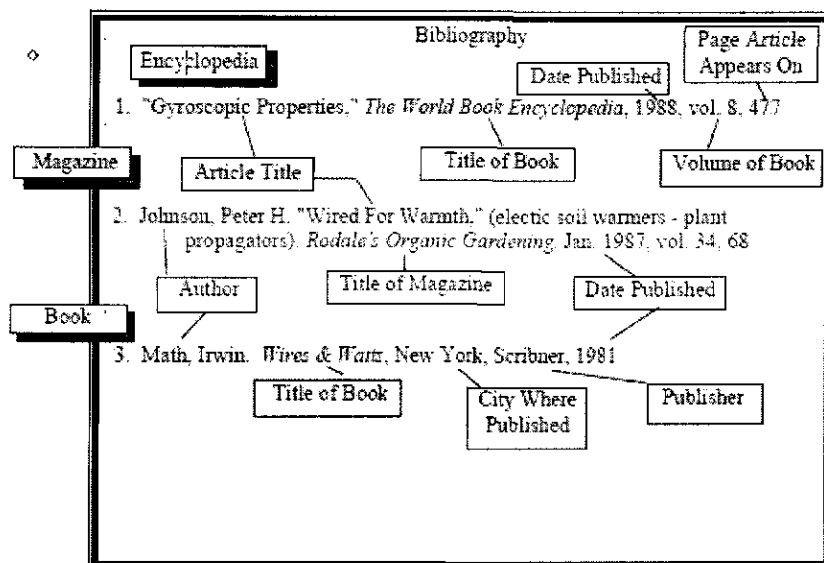 Bibliography
Page Article
Appears On
Encyclopedia
Date Published
1. "Gyroscopic Properties," The World Book Encyclopedia, 1988, vol. 8, 477
Magazine
Article Title
Title of Book
Volume of Book
2. Johnson, Peter H. "Wired For Warmth," (electic soil warmers - plant
propagators). Rodale's Organic Gardening, Jan. 1987, vol. 34, 68
Author
Title of Magazine
Date Published
Book
3. Math, Irwin. Wires & Watts, New York, Scribner, 1981
Title of Book
City Where
Published
Publisher